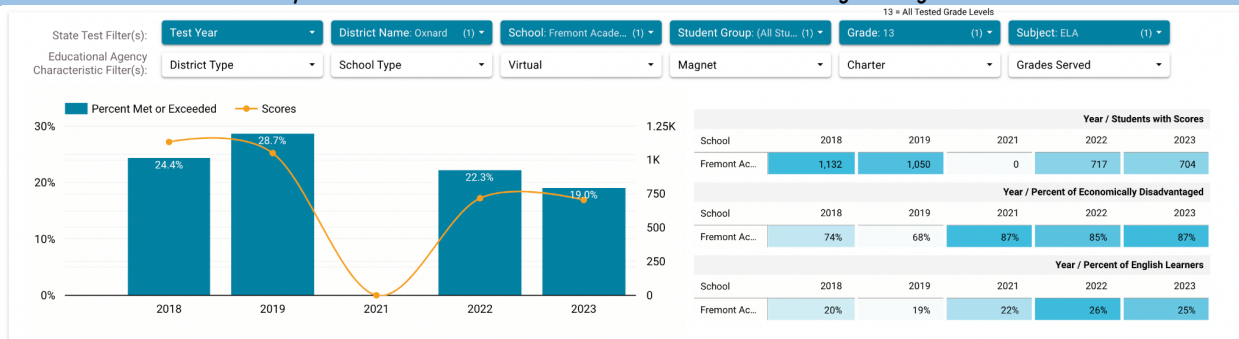 13 = All Tested Grade Levels
State Test Filter(s): Test Year District Name: Oxnard (1) School: Fremont Acade... (1) Student Group: (All Stu... (1) Grade: 13 (1) Subject: ELA (1)
Educational Agency
Characteristic Filter(s): District Type School Type Virtual Magnet Charter Grades Served
Percent Met or Exceeded Scores
30%
20%
10%
0%
24.4%
28.7%
22.3%
19.0%
1.25K
1K
750
500
250
0
2018 2019 2021 2022 2023
Year / Students with Scores
School 2018 2019 2021 2022 2023
Fremont Ac... 1,132 1,050 0 717 704
Year / Percent of Economically Disadvantaged
School 2018 2019 2021 2022 2023
Fremont Ac... 74% 68% 87% 85% 87%
Year / Percent of English Learners
School 2018 2019 2021 2022 2023
Fremont Ac... 20% 19% 22% 26% 25%